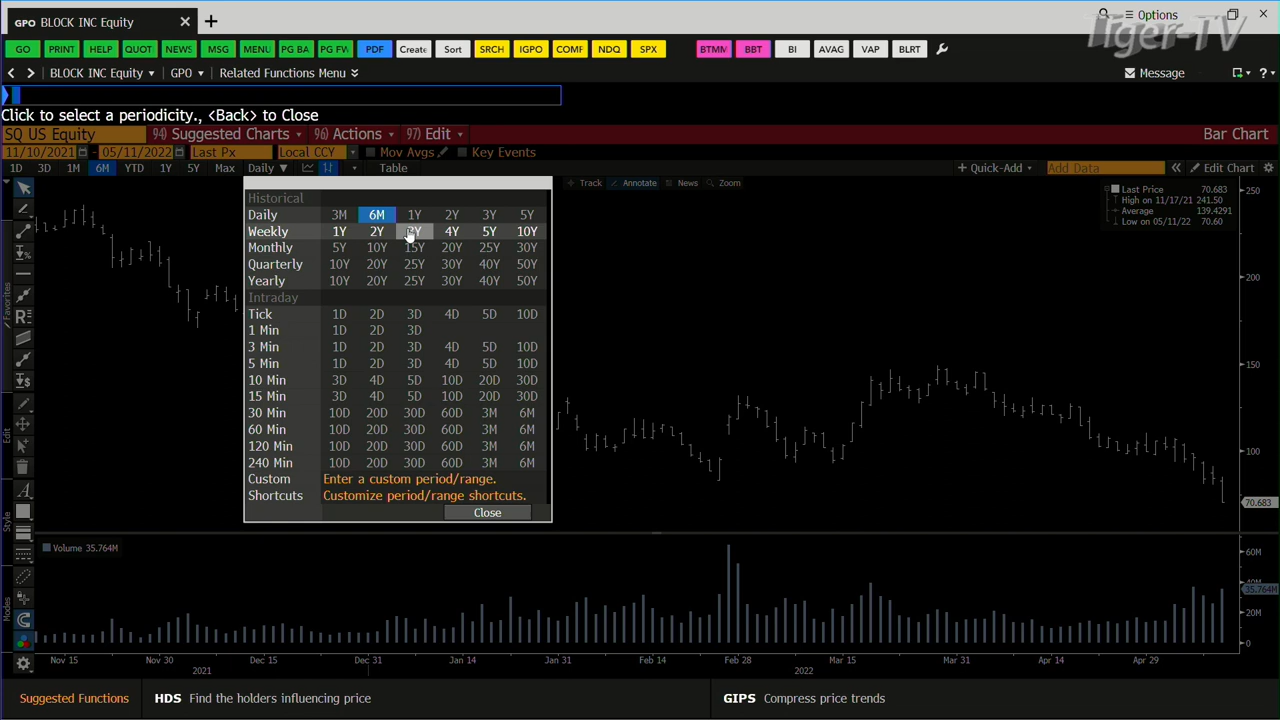 GPO BLOCK INC Equity
Options
Tiger-TV
GO PRINT HELP QUOT NEWS MSG MENU PG BA PG FW PDF Create Sort SRCH IGPO COMF NDQ SPX BTMM BBT BI AVAG VAP BLRT
BLOCK INC Equity GPO Related Functions Menu Message ?
Click to select a periodicity., <Back> to Close
SQ US Equity 94) Suggested Charts 96) Actions 97) Edit Bar Chart
11/10/2021 - 05/11/2022 Last Px Local CCY Mov Avgs Key Events
1D 3D 1M 6M YTD 1Y 5Y Max Daily Table + Quick-Add Add Data Edit Chart
Track Annotate News Zoom
Last Price 70.683
High on 11/17/21 241.50
Average 139.4291
Low on 05/11/22 70.60
Historical
Daily 3M 6M 1Y 2Y 3Y 5Y
Weekly 1Y 2Y 3Y 4Y 5Y 10Y
Monthly 5Y 10Y 15Y 20Y 25Y 30Y
Quarterly 10Y 20Y 25Y 30Y 40Y 50Y
Yearly 10Y 20Y 25Y 30Y 40Y 50Y
Intraday
Tick 1D 2D 3D 4D 5D 10D
1 Min 1D 2D 3D
3 Min 1D 2D 3D 4D 5D 10D
5 Min 1D 2D 3D 4D 5D 10D
10 Min 3D 4D 5D 10D 20D 30D
15 Min 3D 4D 5D 10D 20D 30D
30 Min 10D 20D 30D 60D 3M 6M
60 Min 10D 20D 30D 60D 3M 6M
120 Min 10D 20D 30D 60D 3M 6M
240 Min 10D 20D 30D 60D 3M 6M
Custom Enter a custom period/range.
Shortcuts Customize period/range shortcuts.
Close
250
200
150
100
70.683
Favorites
Edit
Style
Modes
Volume 35.764M
60M
40M
35.764M
20M
0
Nov 15 Nov 30 Dec 15 Dec 31 Jan 14 Jan 31 Feb 14 Feb 28 Mar 15 Mar 31 Apr 14 Apr 29
2021 2022
Suggested Functions HDS Find the holders influencing price GIPS Compress price trends